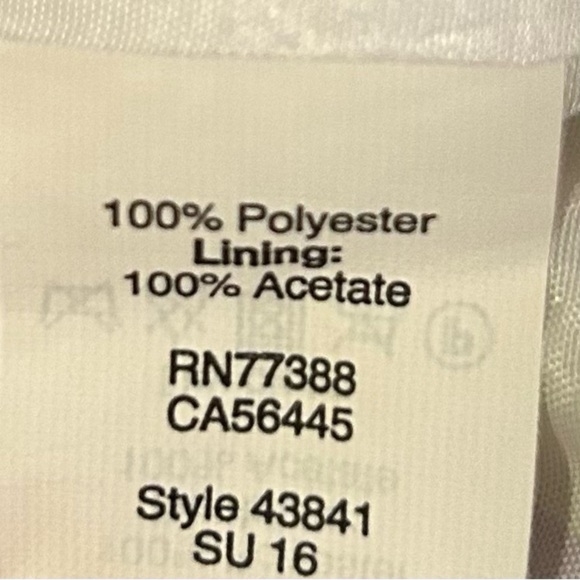 100% Polyester
Lining:
100% Acetate
RN77388
CA56445
Style 43841
SU 16